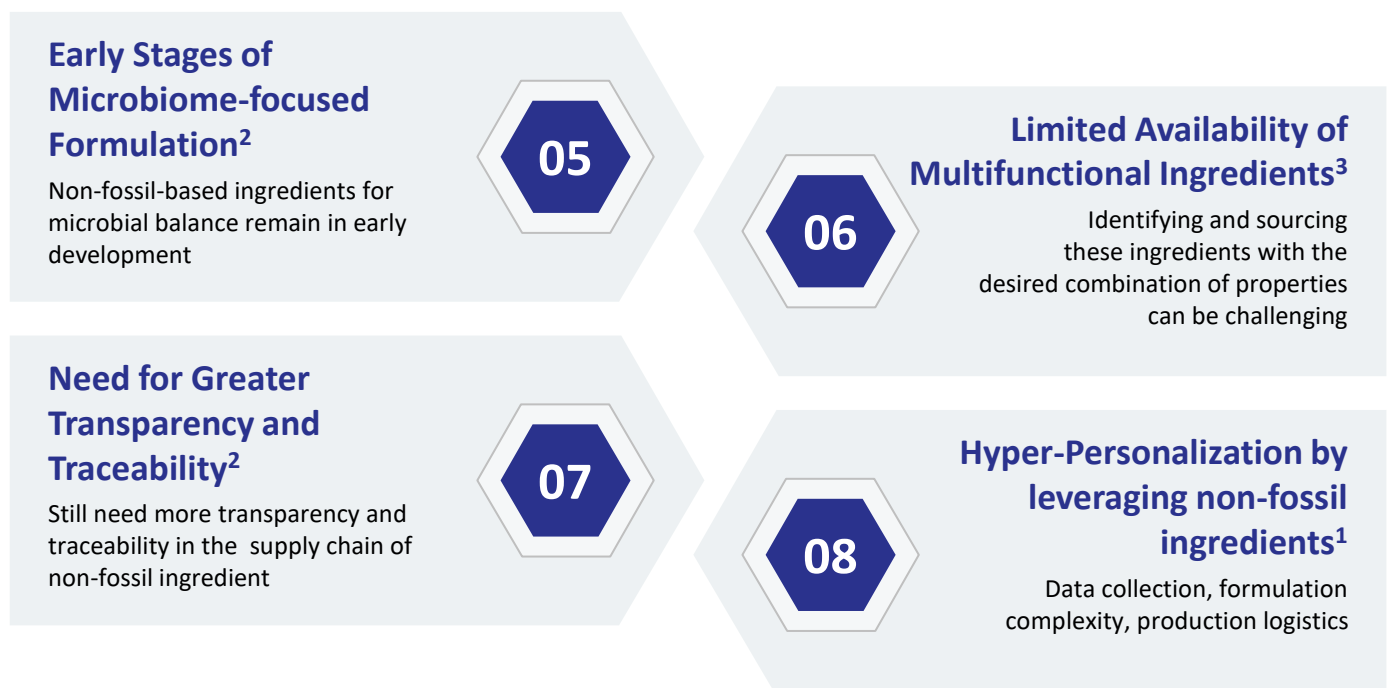 Early Stages of
Microbiome-focused
Formulation²
Non-fossil-based ingredients for
microbial balance remain in early
development
05
Limited Availability of
Multifunctional Ingredients³
Identifying and sourcing
these ingredients with the
desired combination of properties
can be challenging
06
Need for Greater
Transparency and
Traceability²
Still need more transparency and
traceability in the  supply chain of
non-fossil ingredient
07
Hyper-Personalization by
leveraging non-fossil
ingredients¹
Data collection, formulation
complexity, production logistics
08